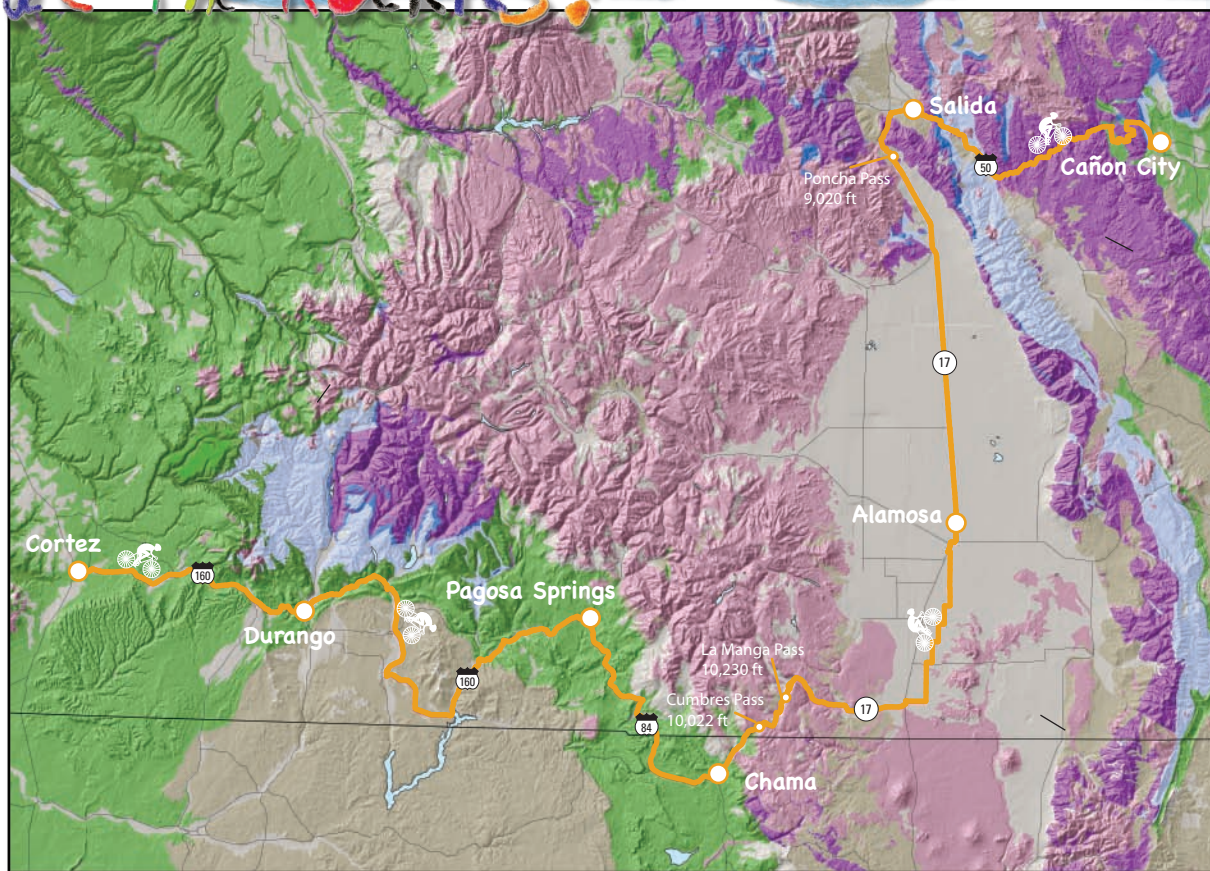 Salida
50
Cañon City
Poncha Pass
9,020 ft
17
Alamosa
Cortez
160
Durango
Pagosa Springs
160
La Manga Pass
10,230 ft
Cumbres Pass
10,022 ft
17
84
Chama